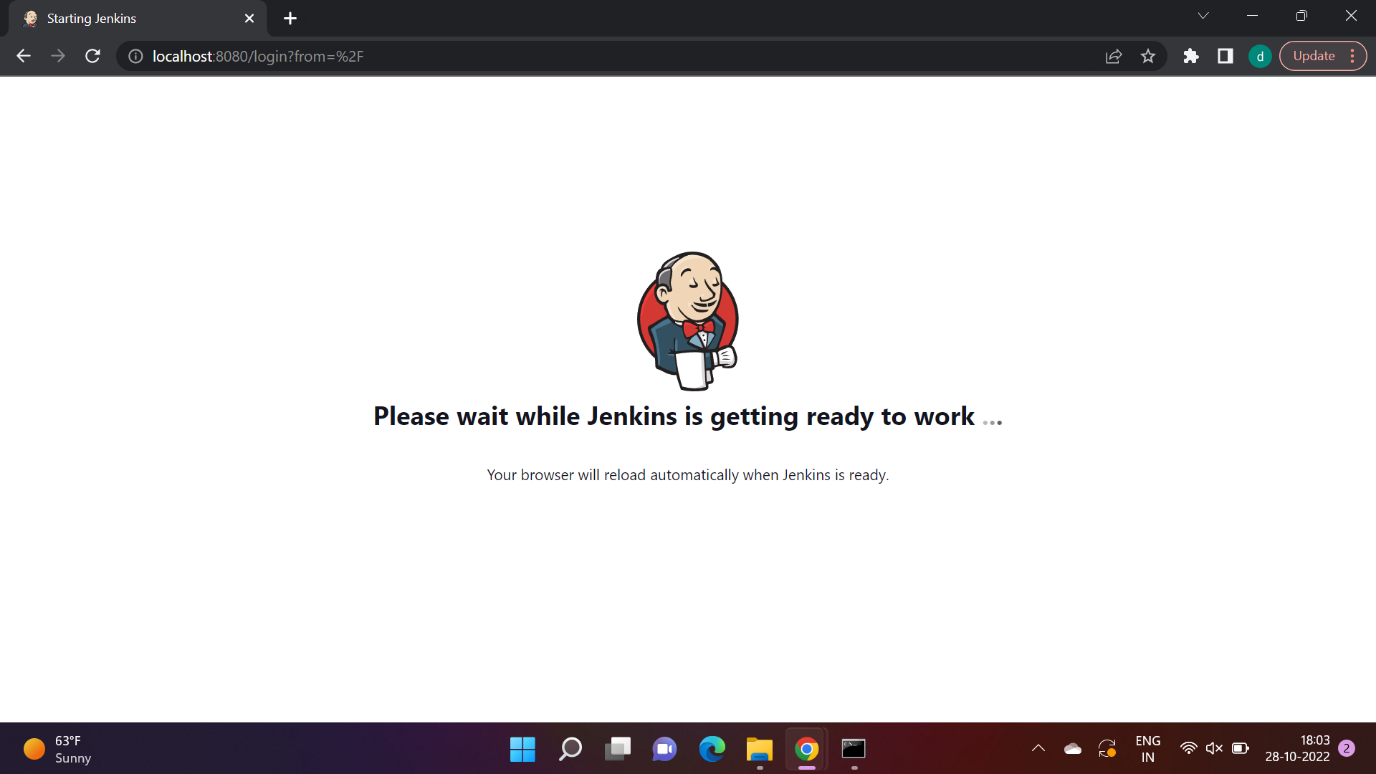 Starting Jenkins
localhost:8080/login?from=%2F
d
Update
Please wait while Jenkins is getting ready to work ...
Your browser will reload automatically when Jenkins is ready.
63°F
Sunny
ENG
IN
18:03
28-10-2022
2